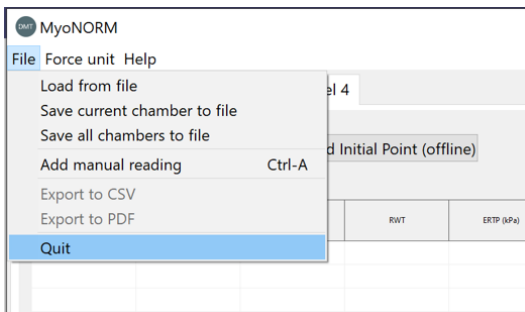 DMT MyoNORM
File Force unit Help
Load from file
Save current chamber to file
Save all chambers to file
Add manual reading Ctrl-A
Export to CSV
Export to PDF
Quit
4
Initial Point (offline)
RWT ERTP (kPa)